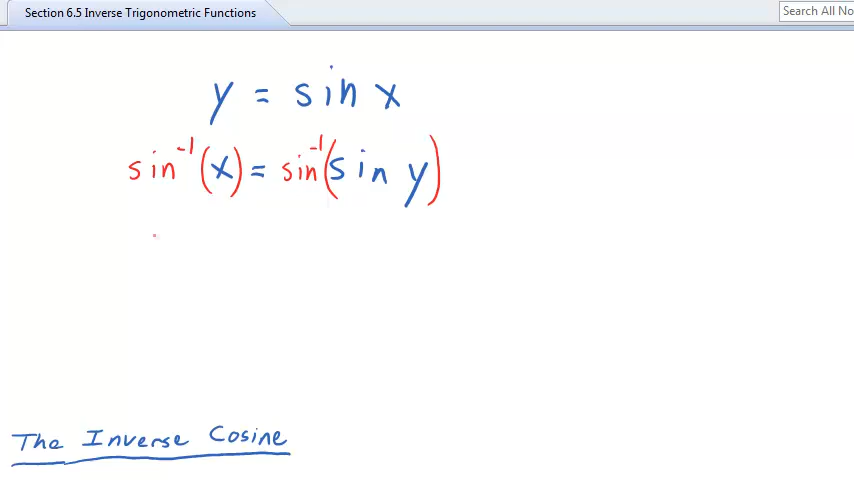 Section 6.5 Inverse Trigonometric Functions
Search All No
y = sin x
sin⁻¹(x) = sin⁻¹(sin y)
The Inverse Cosine